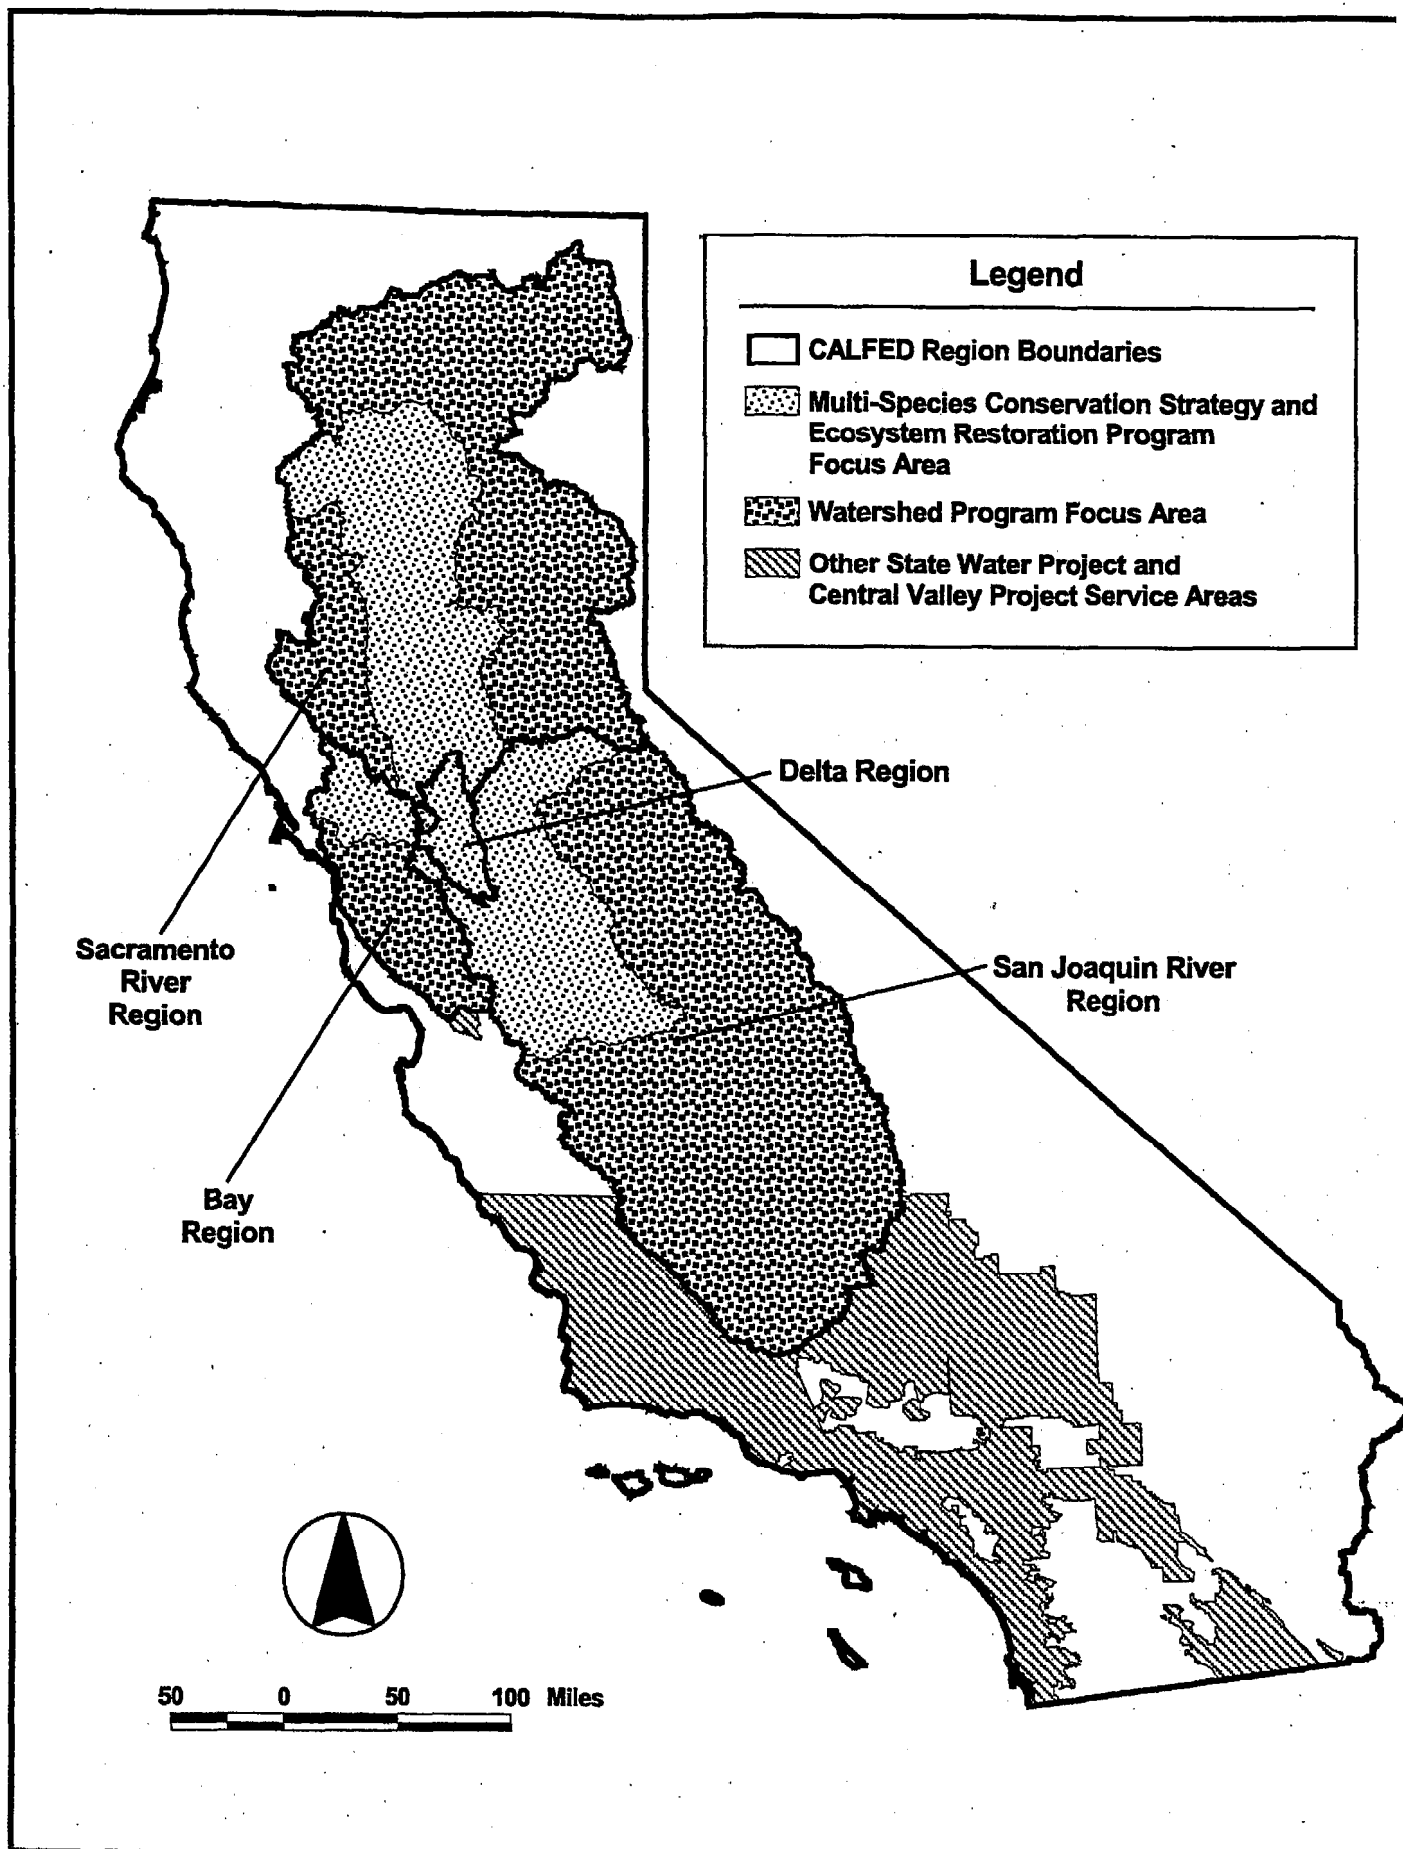 Legend
CALFED Region Boundaries
Multi-Species Conservation Strategy and
Ecosystem Restoration Program
Focus Area
Watershed Program Focus Area
Other State Water Project and
Central Valley Project Service Areas
Delta Region
Sacramento
River
Region
San Joaquin River
Region
Bay
Region
50 0 50 100 Miles